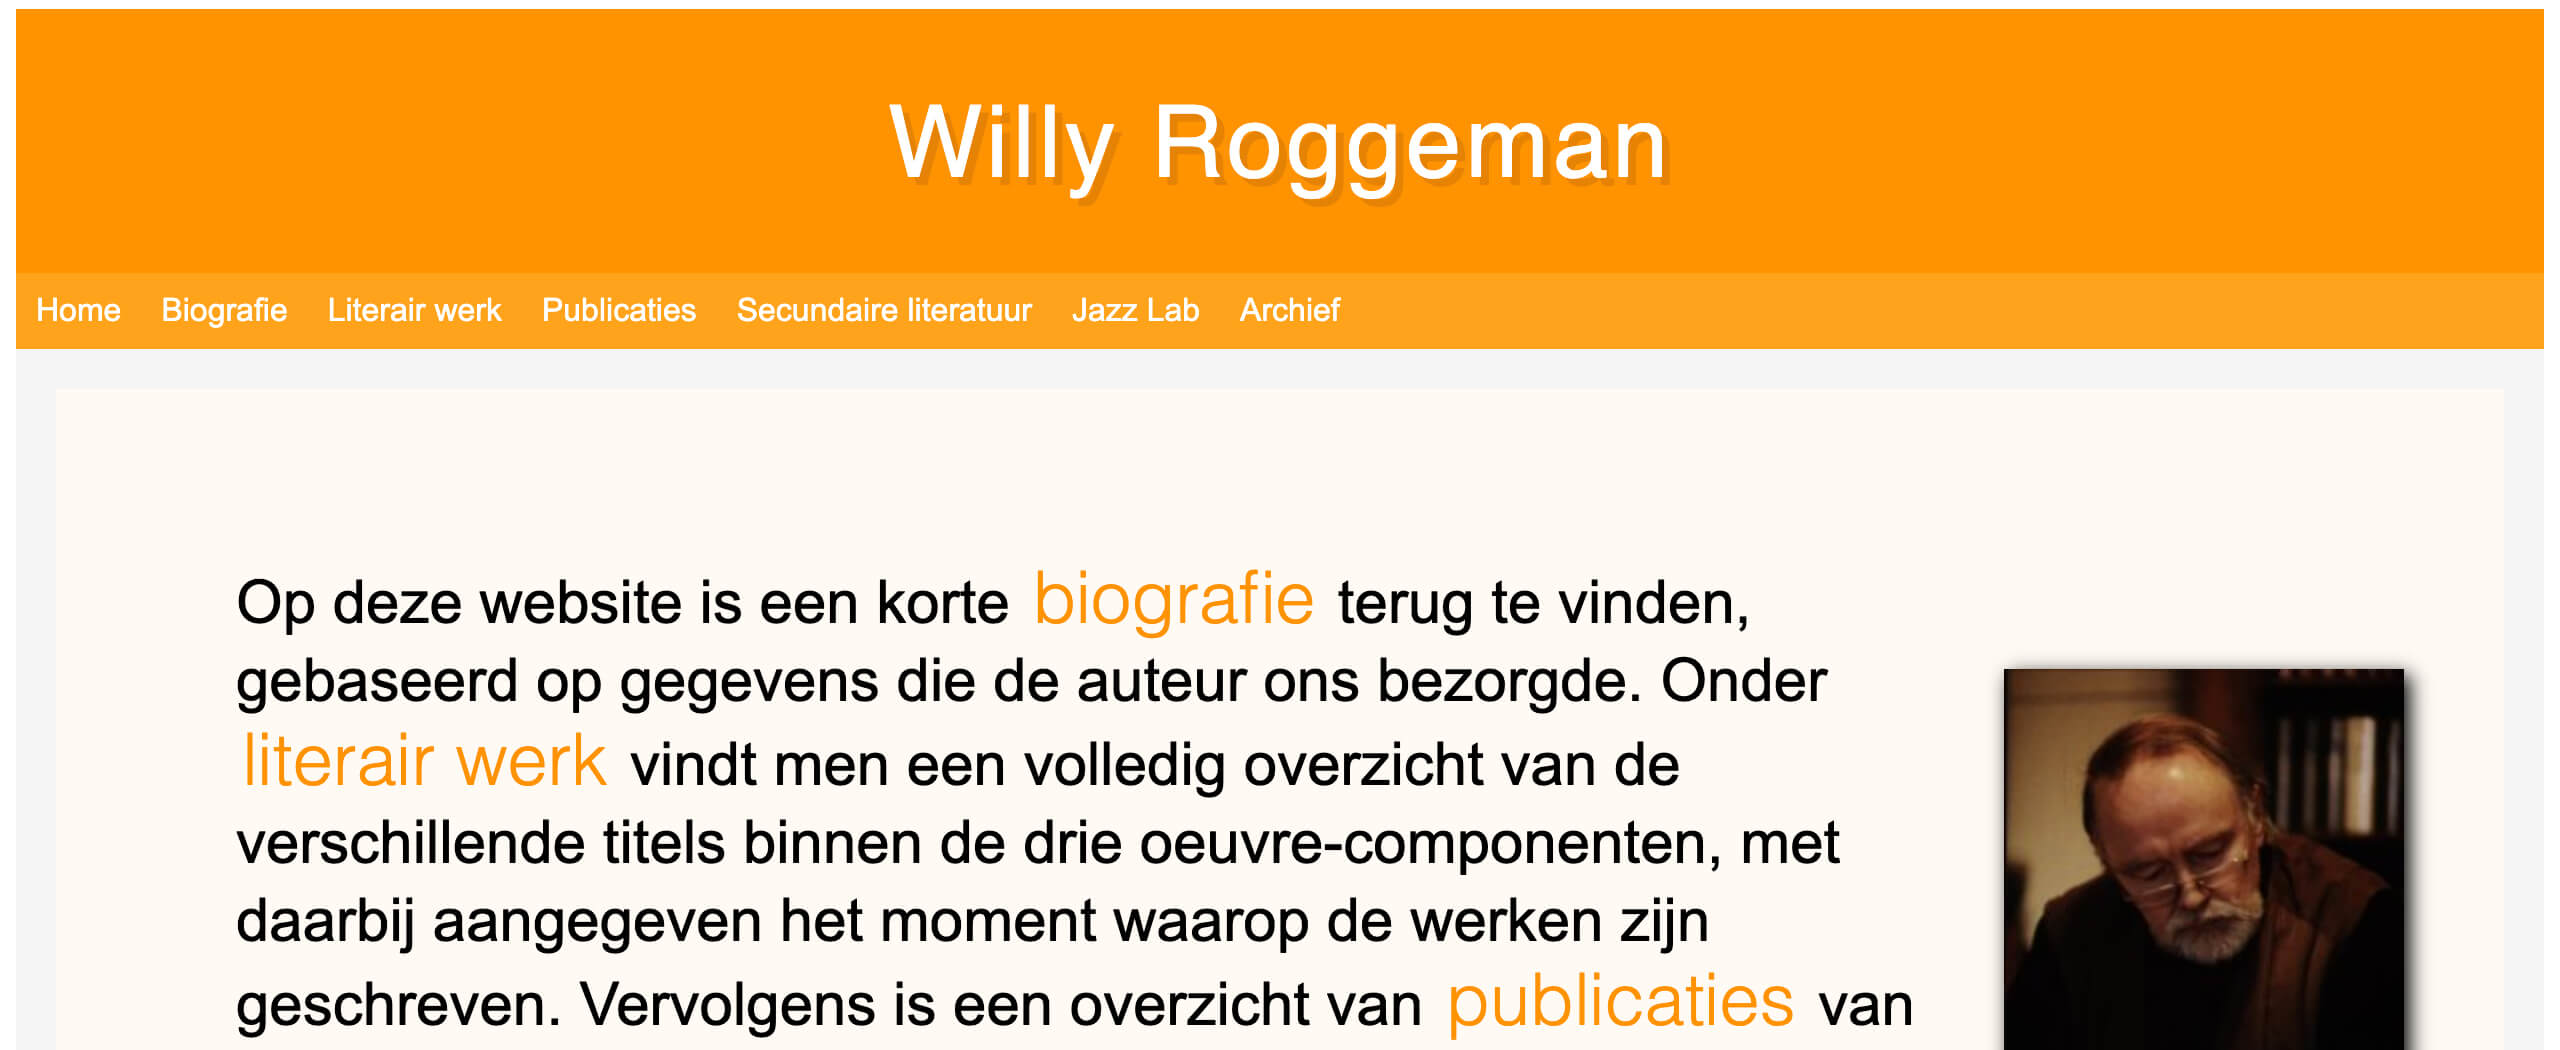 Willy Roggeman
Home Biografie Literair werk Publicaties Secundaire literatuur Jazz Lab Archief
Op deze website is een korte biografie terug te vinden,
gebaseerd op gegevens die de auteur ons bezorgde. Onder
literair werk vindt men een volledig overzicht van de
verschillende titels binnen de drie oeuvre-componenten, met
daarbij aangegeven het moment waarop de werken zijn
geschreven. Vervolgens is een overzicht van publicaties van